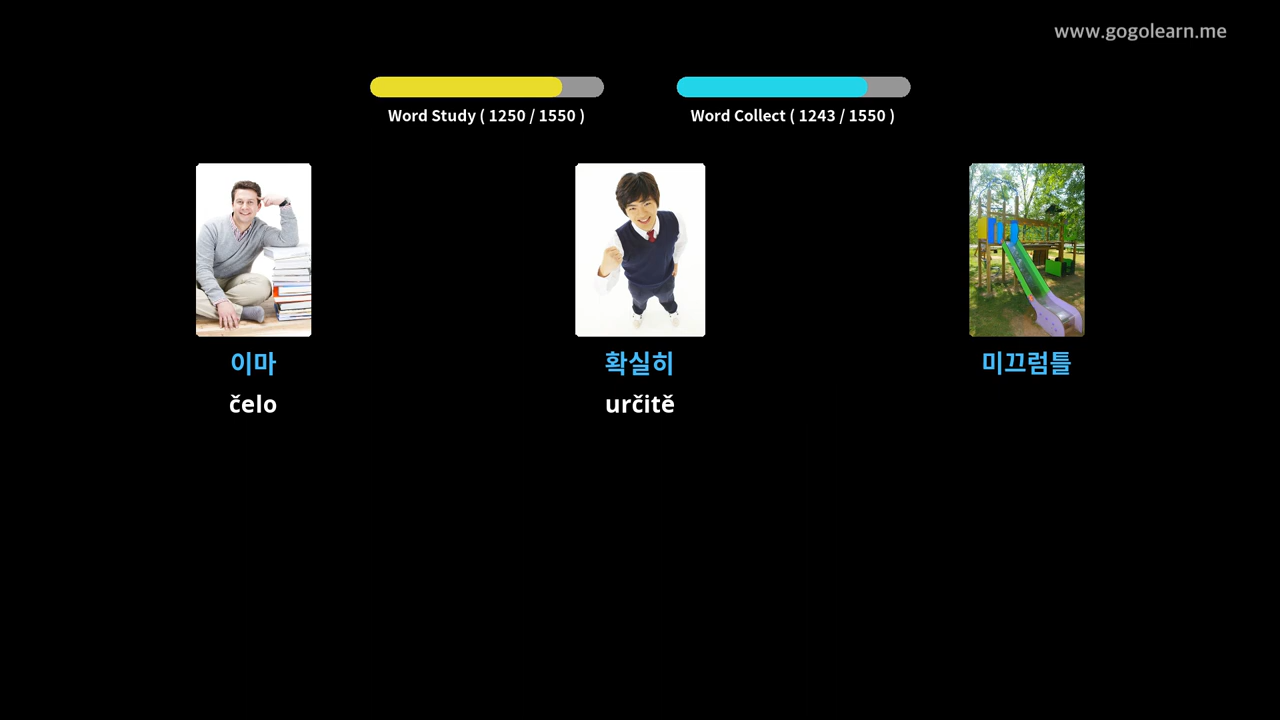 www.gogolearn.me
Word Study ( 1250 / 1550 )
Word Collect ( 1243 / 1550 )
이마
확실히
미끄럼틀
čelo
určitě